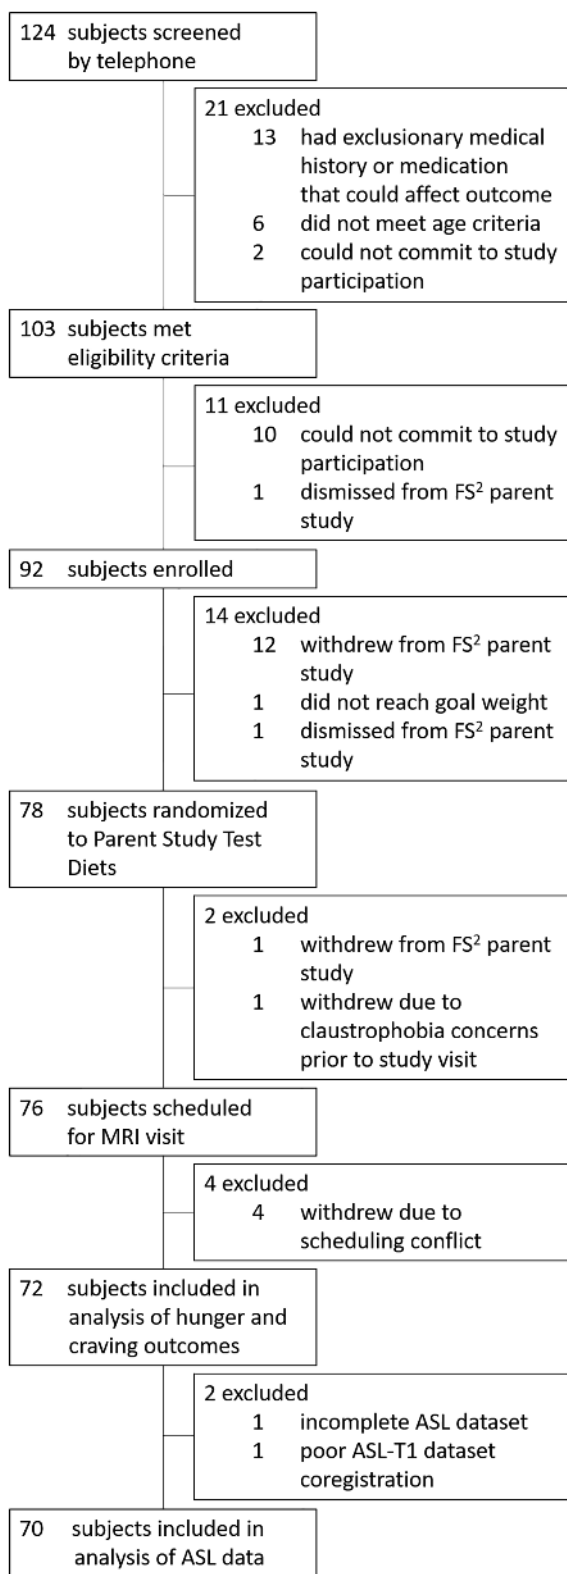 124 subjects screened
by telephone
21 excluded
13 had exclusionary medical
history or medication
that could affect outcome
6 did not meet age criteria
2 could not commit to study
participation
103 subjects met
eligibility criteria
11 excluded
10 could not commit to study
participation
1 dismissed from FS² parent
study
92 subjects enrolled
14 excluded
12 withdrew from FS² parent
study
1 did not reach goal weight
1 dismissed from FS² parent
study
78 subjects randomized
to Parent Study Test
Diets
2 excluded
1 withdrew from FS² parent
study
1 withdrew due to
claustrophobia concerns
prior to study visit
76 subjects scheduled
for MRI visit
4 excluded
4 withdrew due to
scheduling conflict
72 subjects included in
analysis of hunger and
craving outcomes
2 excluded
1 incomplete ASL dataset
1 poor ASL-T1 dataset
coregistration
70 subjects included in
analysis of ASL data